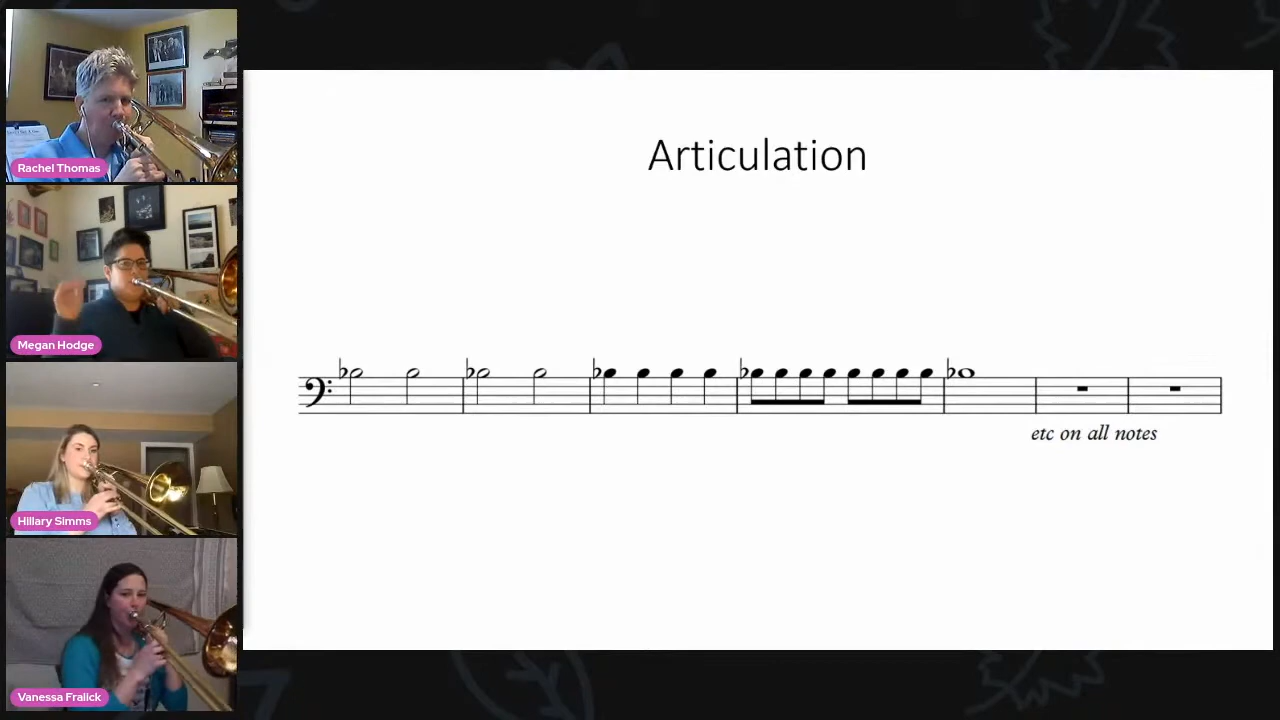 Rachel Thomas
Megan Hodge
Hillary Simms
Vanessa Fralick
Articulation
etc on all notes